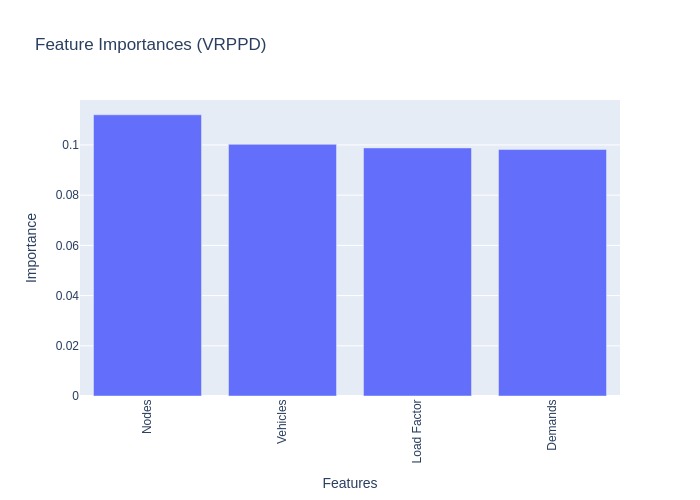 Feature Importances (VRPPD)
Importance
0.1
0.08
0.06
0.04
0.02
0
Nodes
Vehicles
Load Factor
Demands
Features